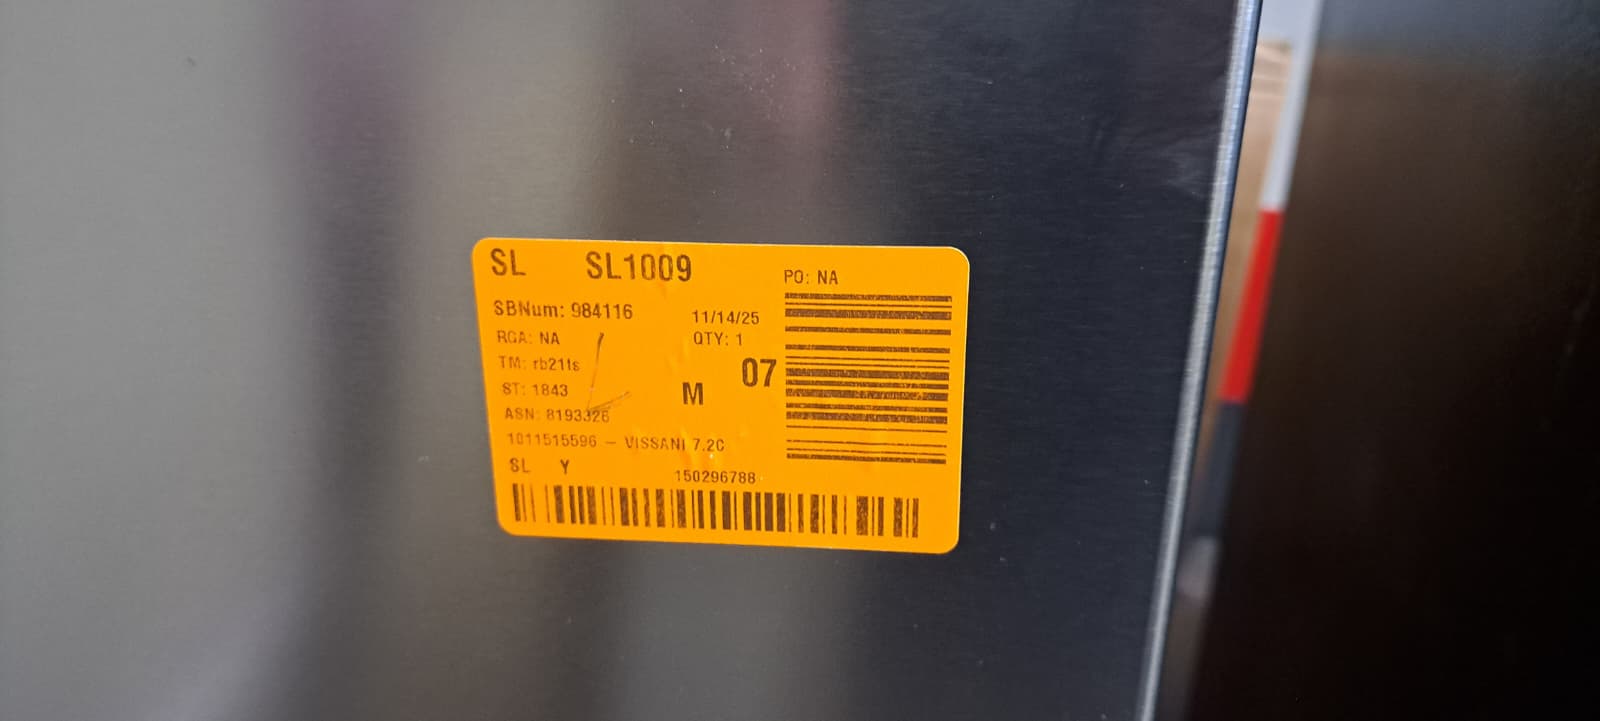 SL SL1009
PO: NA
SBNum: 984116 11/14/25
RGA: NA QTY: 1
TM: rb21ts 07
ST: 1843 M
ASN: 8193326
1011515596 - VISSANI 7.2C
SL Y 150296788